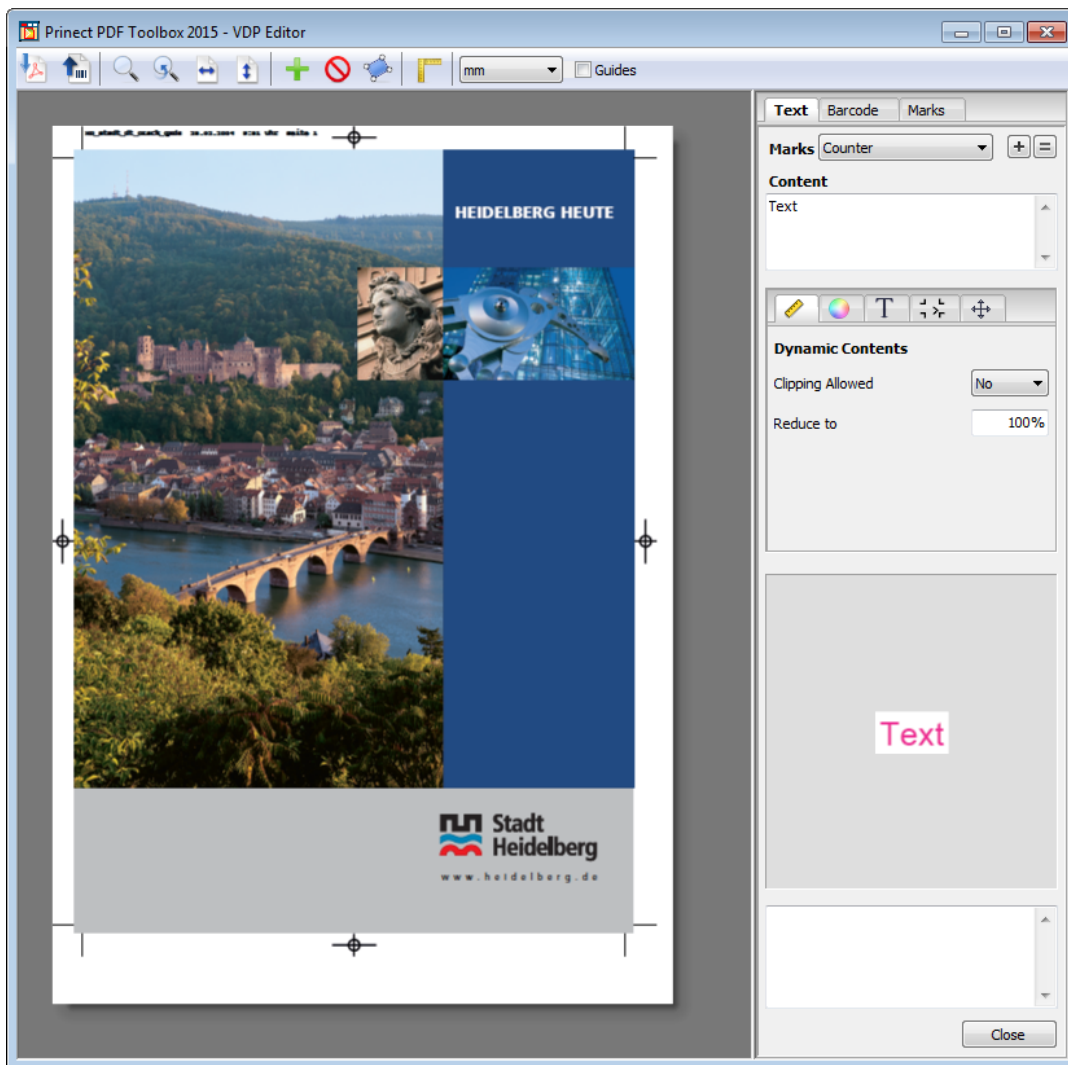 Prinect PDF Toolbox 2015 - VDP Editor
mm
Guides
Text Barcode Marks
Marks Counter
Content
Text
Dynamic Contents
Clipping Allowed No
Reduce to 100%
Text
Close
HEIDELBERG HEUTE
Stadt
Heidelberg
www.heidelberg.de